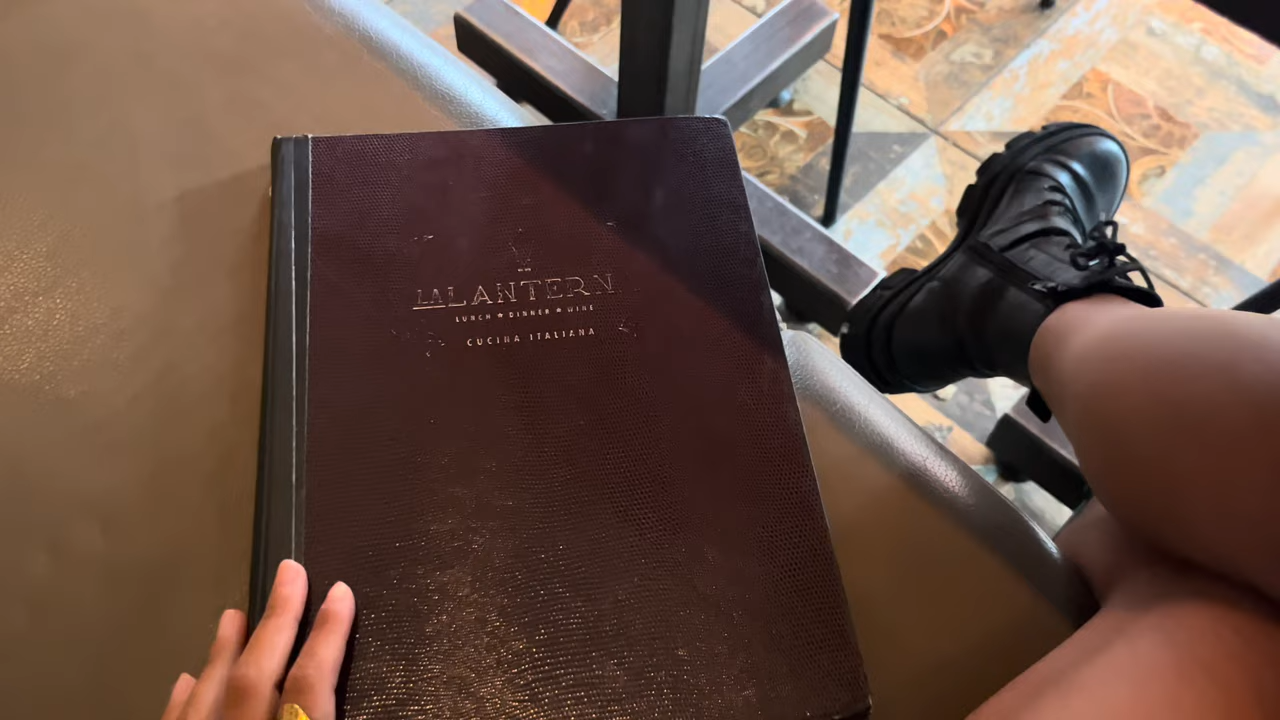 LA LANTERN
LUNCH ★ DINNER ★ WINE
CUCINA ITALIANA